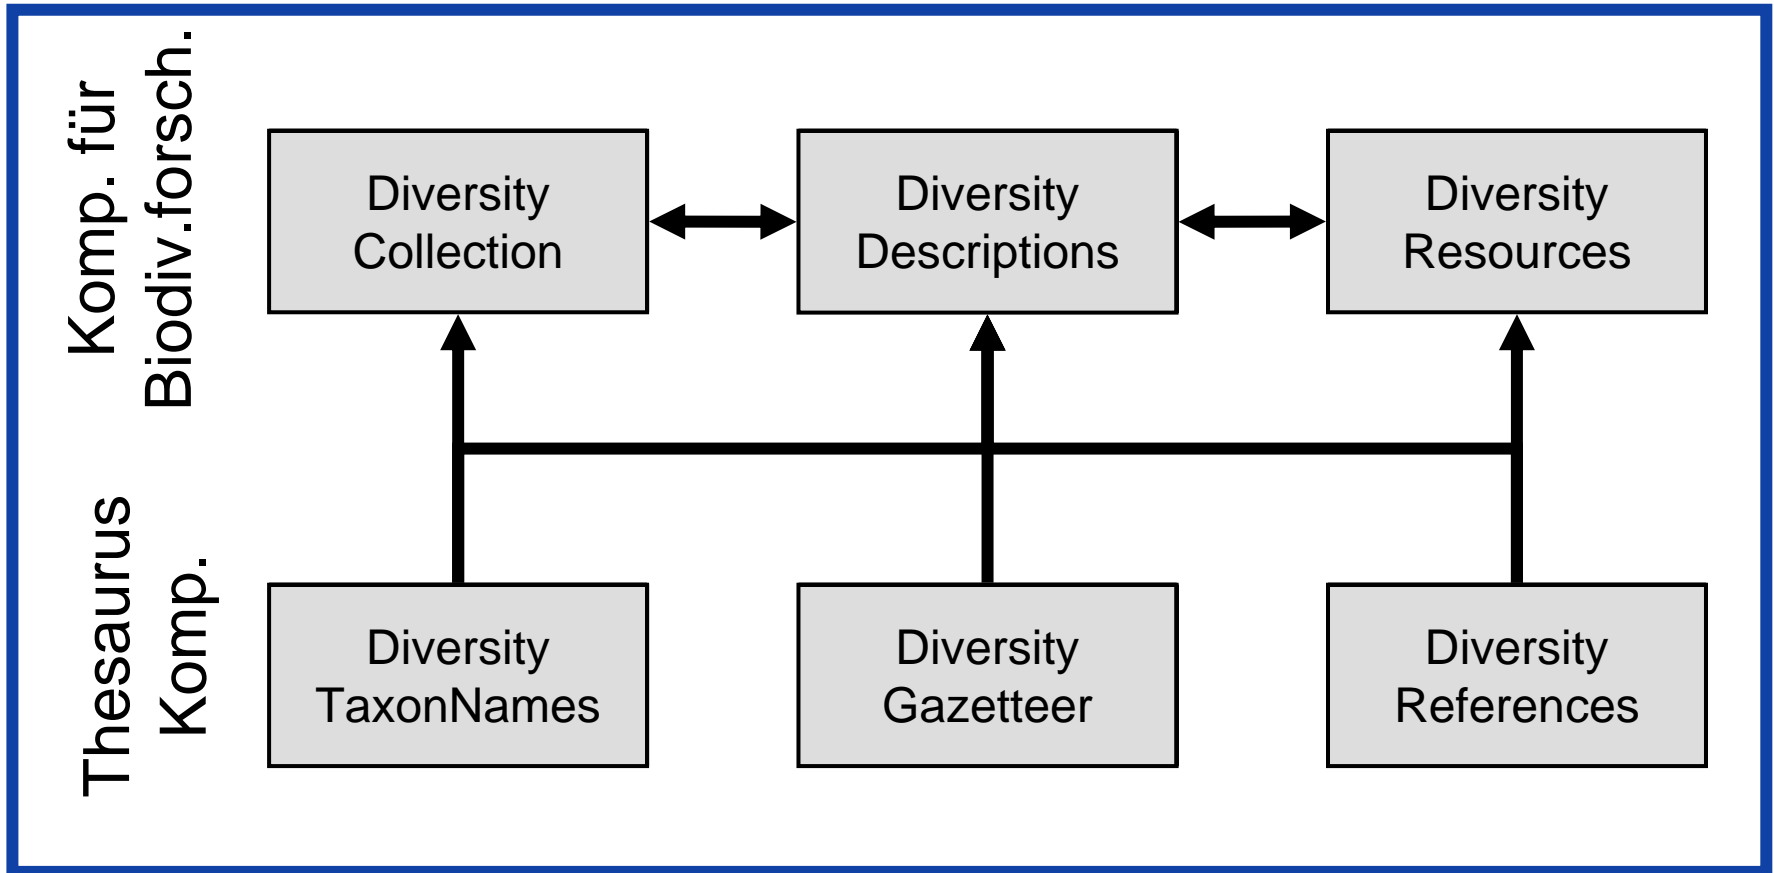 Komp. für
Biodiv.forsch.
Diversity
Collection
Diversity
Descriptions
Diversity
Resources
Thesaurus
Komp.
Diversity
TaxonNames
Diversity
Gazetteer
Diversity
References